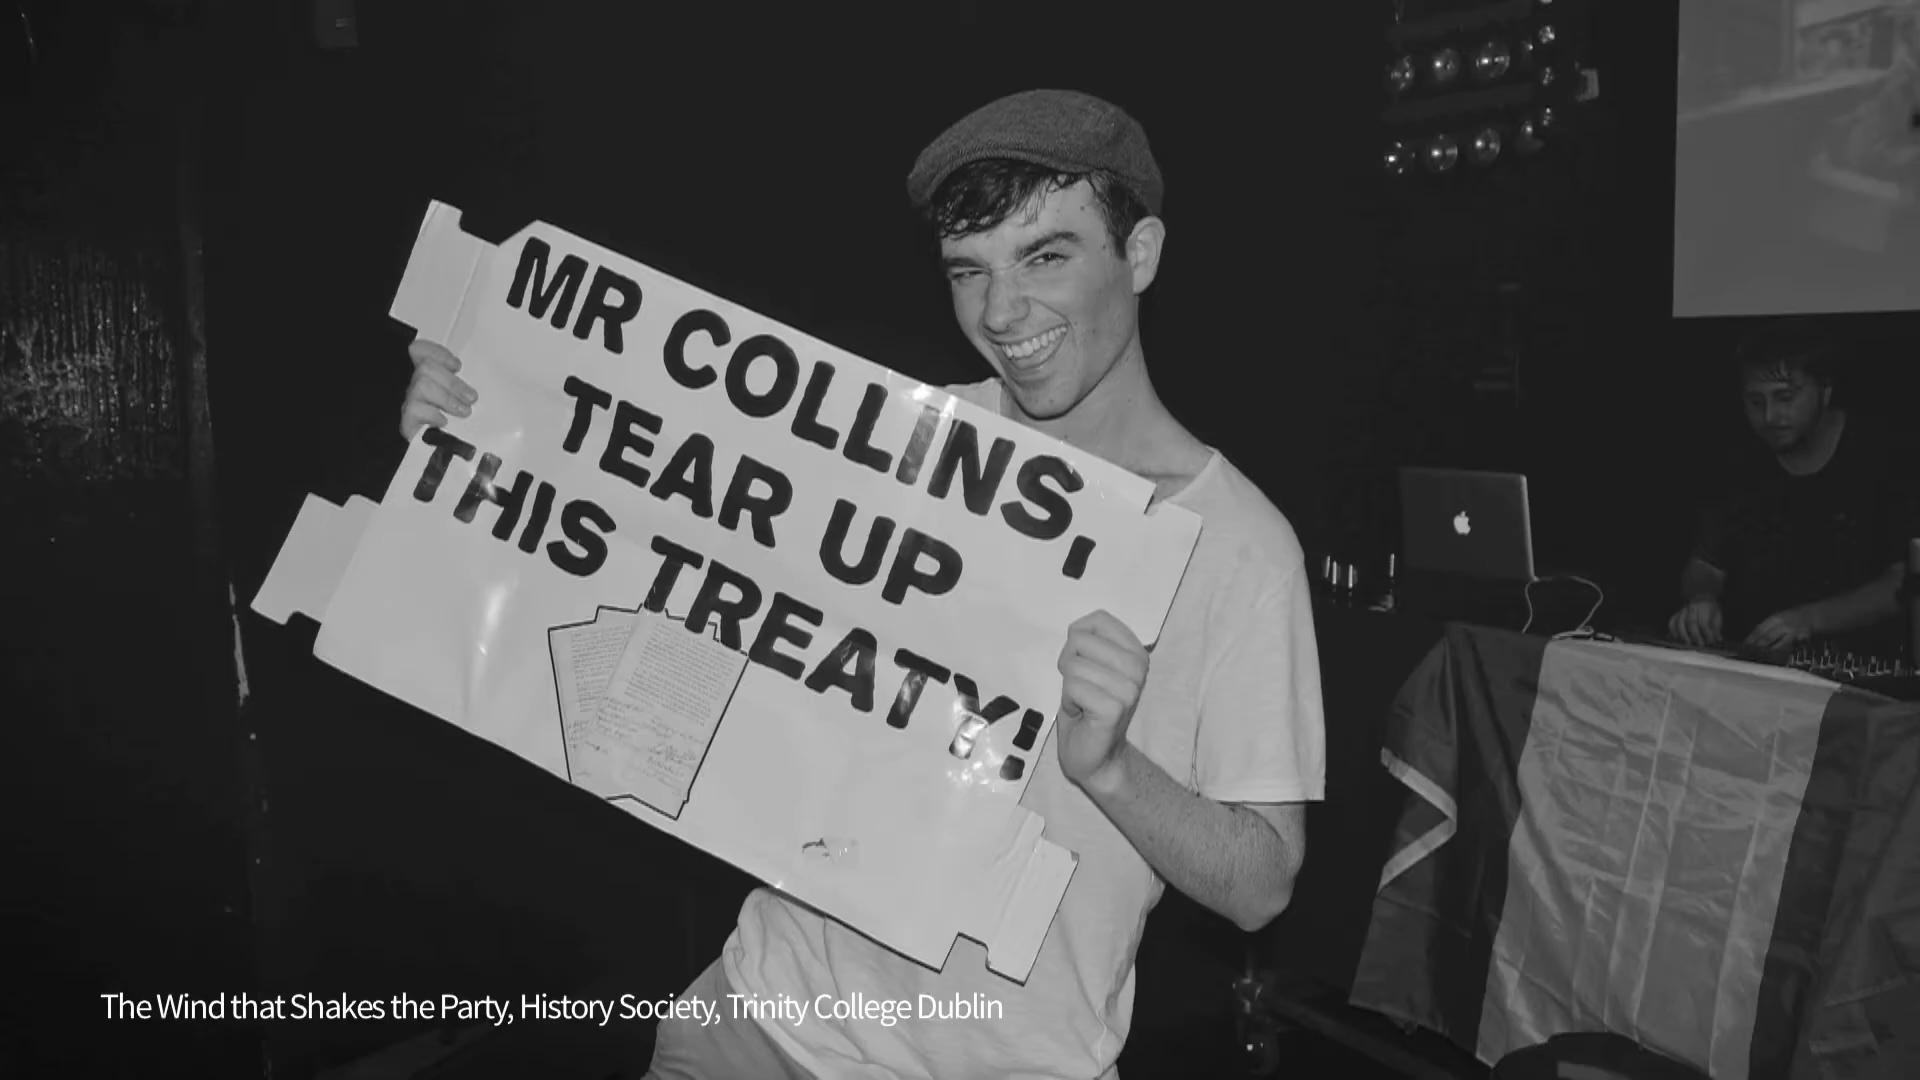 MR COLLINS,
TEAR UP
THIS TREATY!
The Wind that Shakes the Party, History Society, Trinity College Dublin